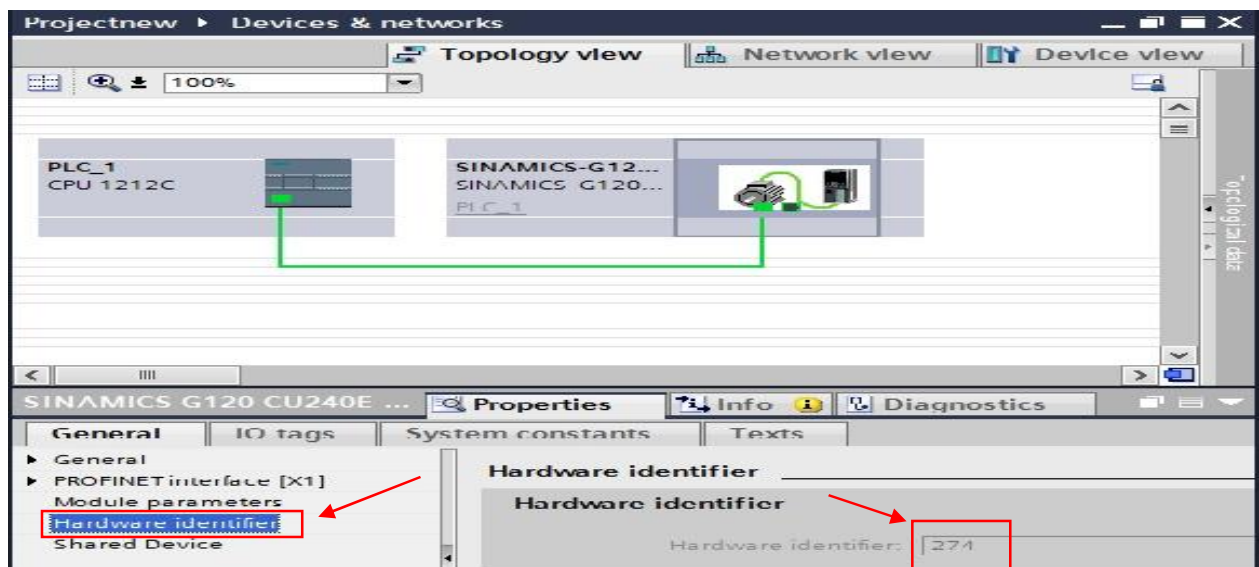 Projectnew ▸ Devices & networks
Topology view Network view Device view
100%
PLC_1
CPU 1212C
SINAMICS-G12...
SINAMICS G120...
PLC_1
Topological data
SINAMICS G120 CU240E ... Properties Info Diagnostics
General IO tags System constants Texts
General
PROFINET interface [X1]
Module parameters
Hardware identifier
Shared Device
Hardware identifier
Hardware identifier
Hardware identifier: 274